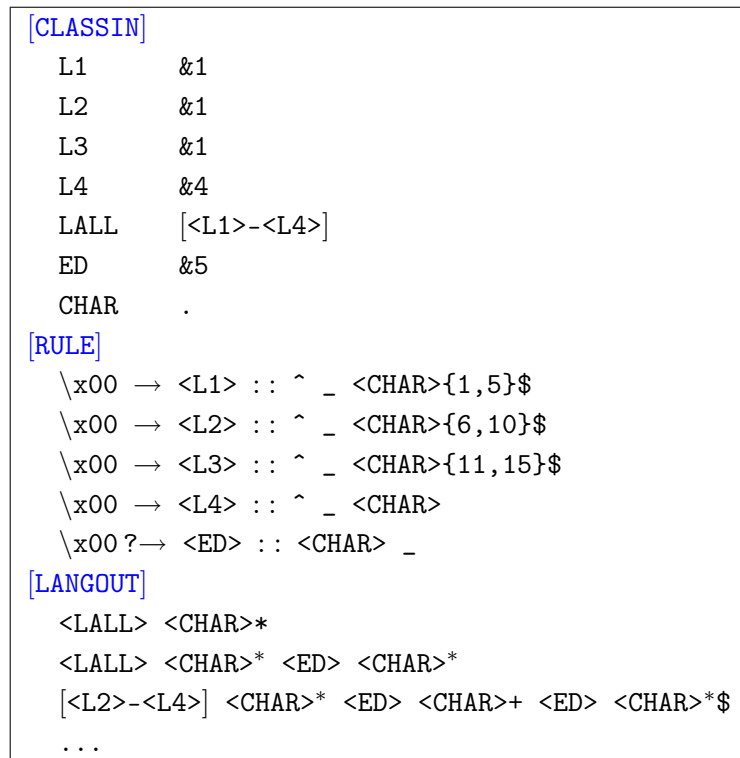 [CLASSIN]
L1 &1
L2 &1
L3 &1
L4 &4
LALL [<L1>-<L4>]
ED &5
CHAR .
[RULE]
\x00 → <L1> :: ^ _ <CHAR>{1,5}$
\x00 → <L2> :: ^ _ <CHAR>{6,10}$
\x00 → <L3> :: ^ _ <CHAR>{11,15}$
\x00 → <L4> :: ^ _ <CHAR>
\x00 ?→ <ED> :: <CHAR> _
[LANGOUT]
<LALL> <CHAR>*
<LALL> <CHAR>* <ED> <CHAR>*
[<L2>-<L4>] <CHAR>* <ED> <CHAR>+ <ED> <CHAR>*$
...